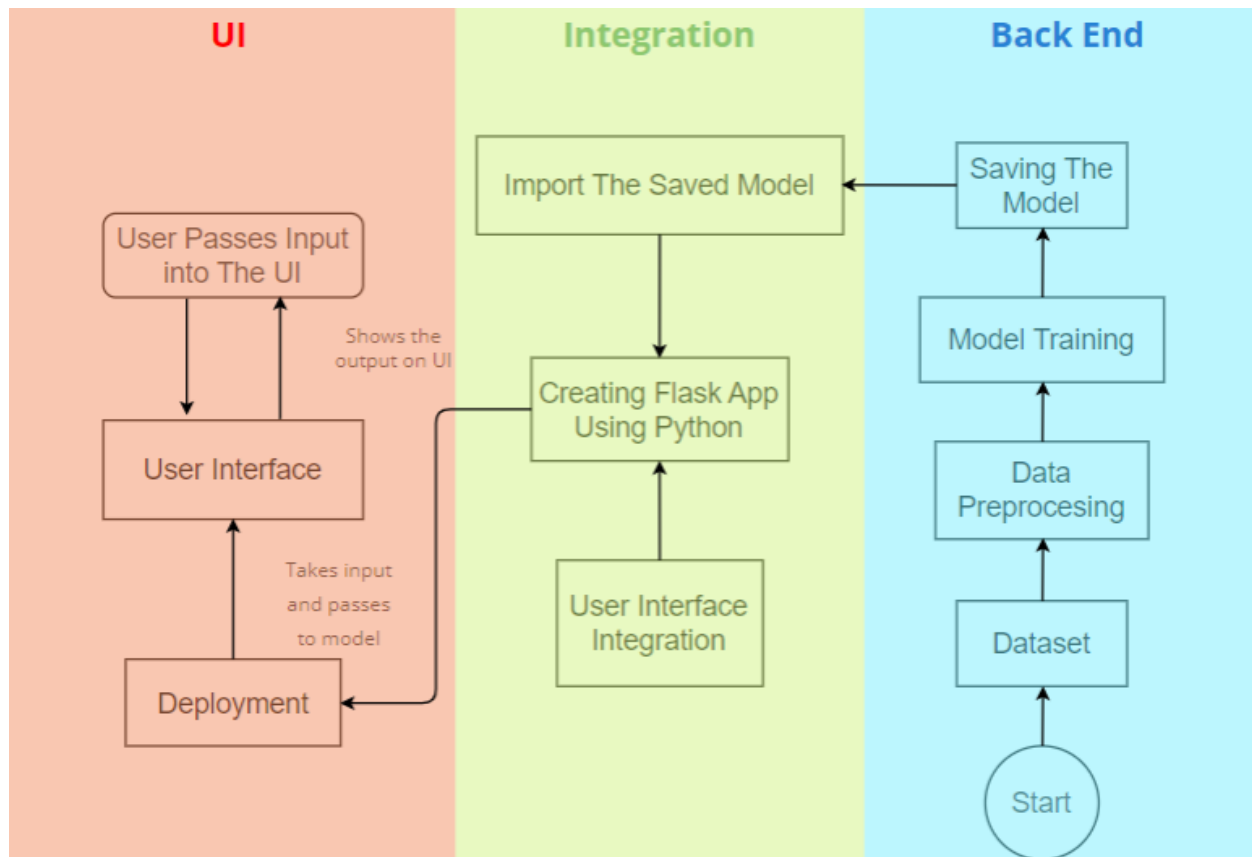 UI
Integration
Back End
User Passes Input
into The UI
Shows the
output on UI
User Interface
Takes input
and passes
to model
Deployment
Import The Saved Model
Creating Flask App
Using Python
User Interface
Integration
Saving The
Model
Model Training
Data
Preprocesing
Dataset
Start